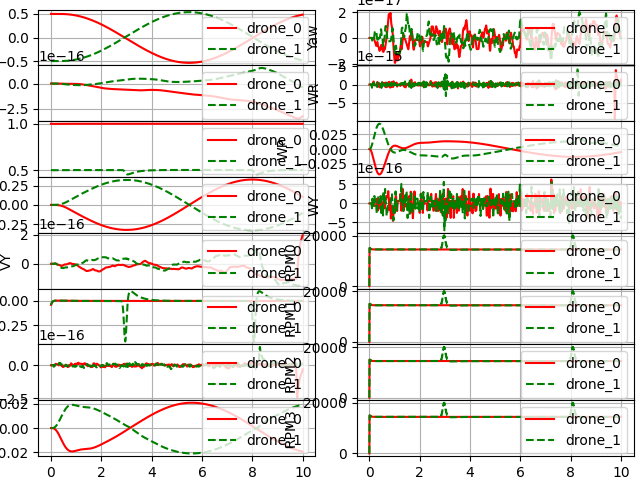 1e-17
0.5
0.0
-0.5
drone_0
drone_1
2
0
-2
Yaw
drone_0
drone_1
1e-16
0.0
-2.5
drone_0
drone_1
1e-15
5
0
-5
WR
drone_0
drone_1
1.0
0.5
drone_0
drone_1
0.025
0.000
-0.025
WP
drone_0
drone_1
0.25
0.00
drone_0
drone_1
1e-16
5
0
-5
WY
drone_0
drone_1
1e-16
2
0
VY
drone_0
drone_1
20000
0
RPM0
drone_0
drone_1
0.00
-0.25
drone_0
drone_1
20000
0
RPM1
drone_0
drone_1
1e-16
0.0
-2.5
drone_0
drone_1
20000
0
RPM2
drone_0
drone_1
0.02
0.00
drone_0
drone_1
20000
0
RPM3
drone_0
drone_1
0 2 4 6 8 10
0 2 4 6 8 10